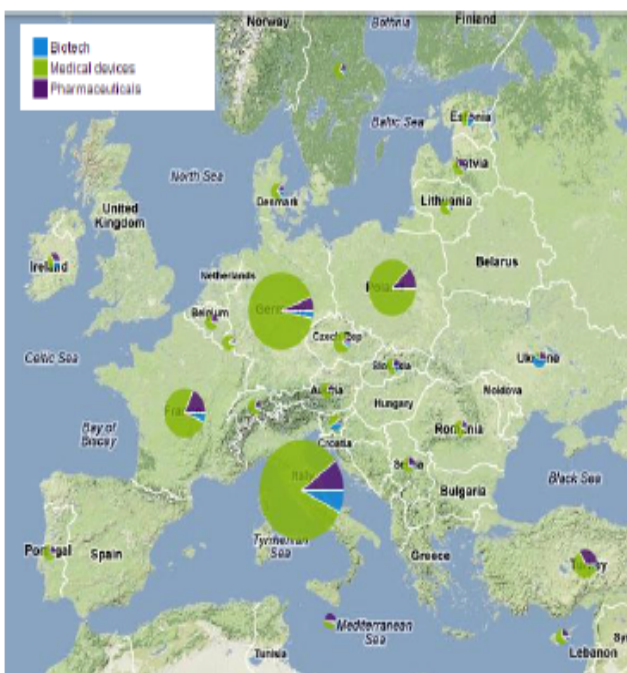 Biotech
Medical devices
Pharmaceuticals
Norway
Bothnia
Finland
Baltic Sea
Estonia
North Sea
Latvia
Denmark
Lithuania
United
Kingdom
Ireland
Belarus
Netherlands
Belgium
Celtic Sea
Czech Rep
Slovakia
Ukraine
Austria
Hungary
Moldova
Bay of
Biscay
Croatia
Romania
Italy
Serbia
Bulgaria
Black Sea
Portugal
Spain
Tyrrhenian
Sea
Greece
Turkey
Mediterranean
Sea
Tunisia
Lebanon